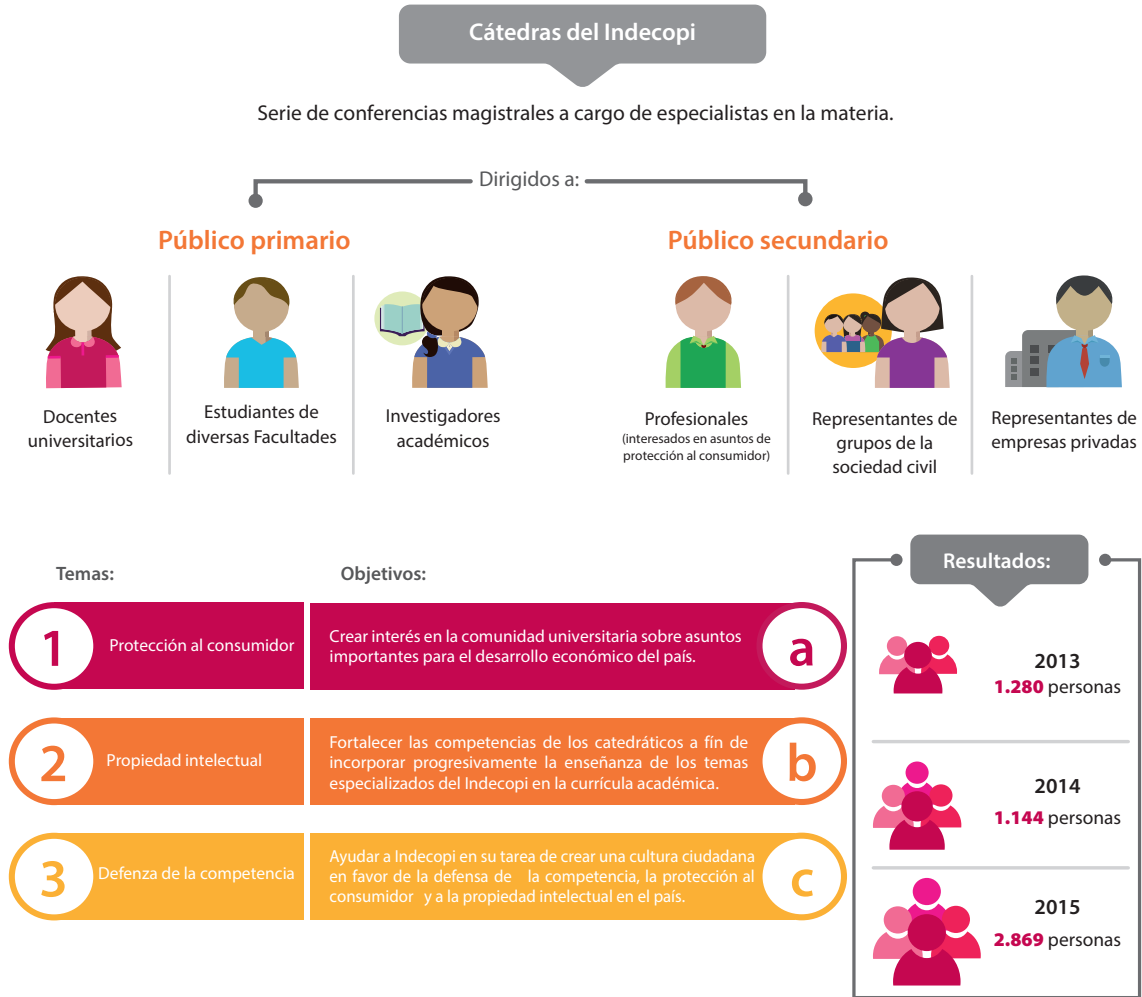 Cátedras del Indecopi
Serie de conferencias magistrales a cargo de especialistas en la materia.
Dirigidos a:
Público primario
Docentes
universitarios
Estudiantes de
diversas Facultades
Investigadores
académicos
Público secundario
Profesionales
(interesados en asuntos de
protección al consumidor)
Representantes de
grupos de la
sociedad civil
Representantes de
empresas privadas
Temas:
Objetivos:
1
Protección al consumidor
Crear interés en la comunidad universitaria sobre asuntos
importantes para el desarrollo económico del país.
a
2
Propiedad intelectual
Fortalecer las competencias de los catedráticos a fin de
incorporar progresivamente la enseñanza de los temas
especializados del Indecopi en la currícula académica.
b
3
Defenza de la competencia
Ayudar a Indecopi en su tarea de crear una cultura ciudadana
en favor de la defensa de la competencia, la protección al
consumidor y a la propiedad intelectual en el país.
c
Resultados:
2013
1.280 personas
2014
1.144 personas
2015
2.869 personas